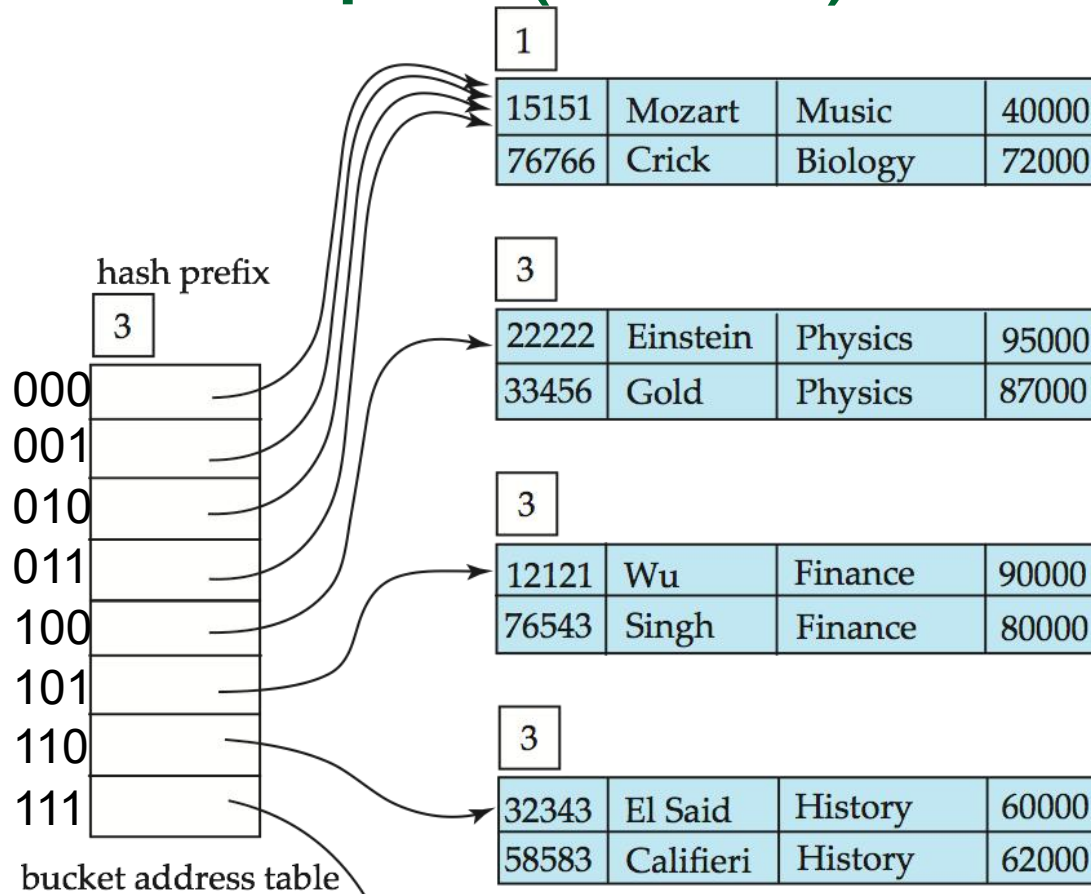 1
15151 Mozart Music 40000
76766 Crick Biology 72000
hash prefix
3
3
22222 Einstein Physics 95000
33456 Gold Physics 87000
000
001
010
011
100
101
110
111
3
12121 Wu Finance 90000
76543 Singh Finance 80000
3
32343 El Said History 60000
58583 Califieri History 62000
bucket address table